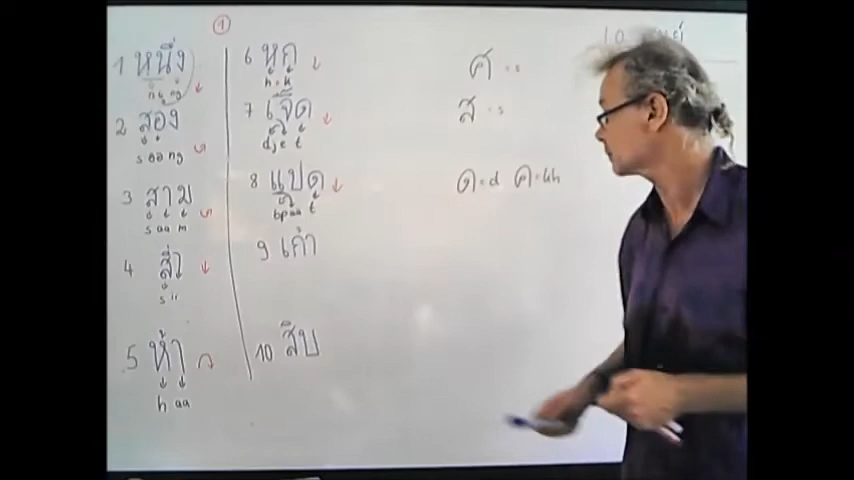 1
1 หนึ่ง
n u ng
2 สอง
s oo ng
3 สาม
s aa m
4 สี่
s ii
5 ห้า
h aa
6 หก
h k
7 เจ็ด
dj e t
8 แปด
bp aa t
9 เก้า
10 สิบ
ศ = s
ส = s
ด = d ค = kh
10